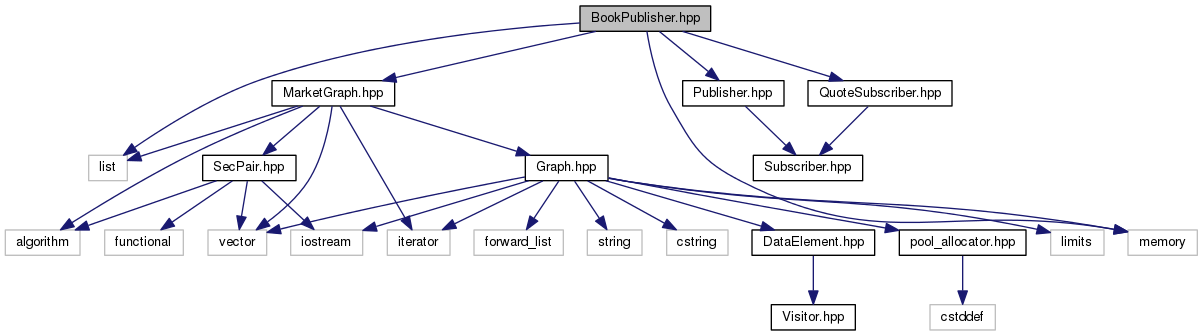 BookPublisher.hpp
MarketGraph.hpp
Publisher.hpp
QuoteSubscriber.hpp
list
SecPair.hpp
Graph.hpp
Subscriber.hpp
algorithm
functional
vector
iostream
iterator
forward_list
string
cstring
DataElement.hpp
pool_allocator.hpp
limits
memory
Visitor.hpp
cstddef